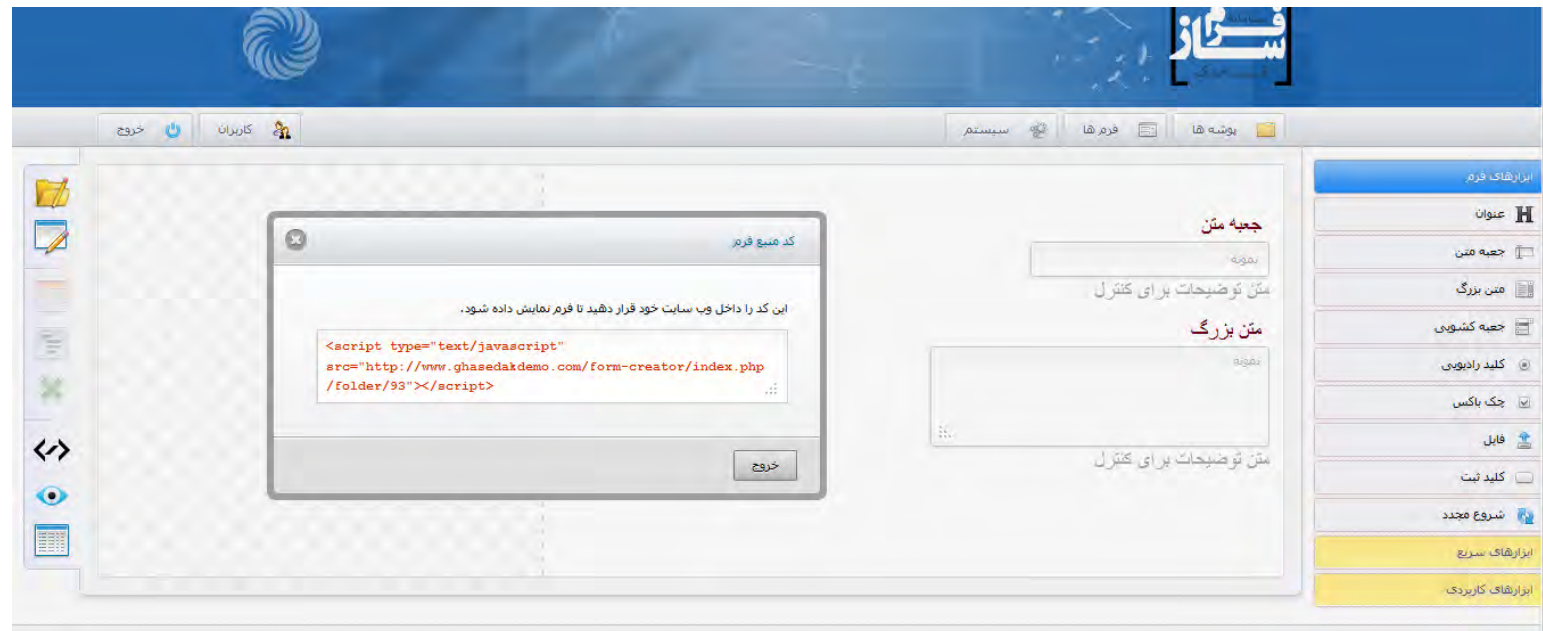 فرم
ساز
پوشه ها
فرم ها
سیستم
کاربران
خروج
ابزارهای فرم
عنوان
جعبه متن
متن بزرگ
جعبه کشویی
کلید رادیویی
چک باکس
فایل
کلید ثبت
شروع مجدد
ابزارهای سریع
ابزارهای کاربردی
جعبه متن
نمونه
متن توضیحات برای کنترل
متن بزرگ
نمونه
متن توضیحات برای کنترل
کد منبع فرم
این کد را داخل وب سایت خود قرار دهید تا فرم نمایش داده شود.
<script type="text/javascript"
src="http://www.ghasedakdemo.com/form-creator/index.php
/folder/93"></script>
خروج